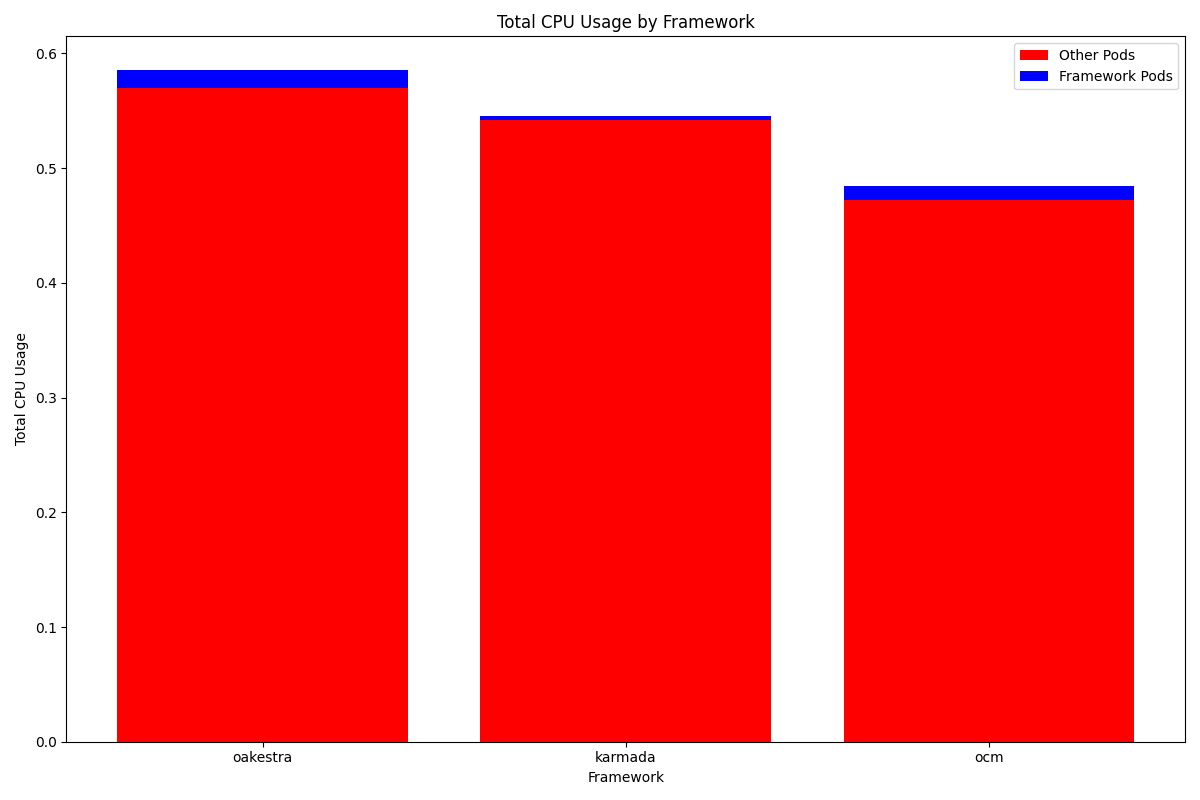 Total CPU Usage by Framework
Other Pods
Framework Pods
0.6
0.5
0.4
0.3
0.2
0.1
0.0
Total CPU Usage
oakestra
karmada
ocm
Framework